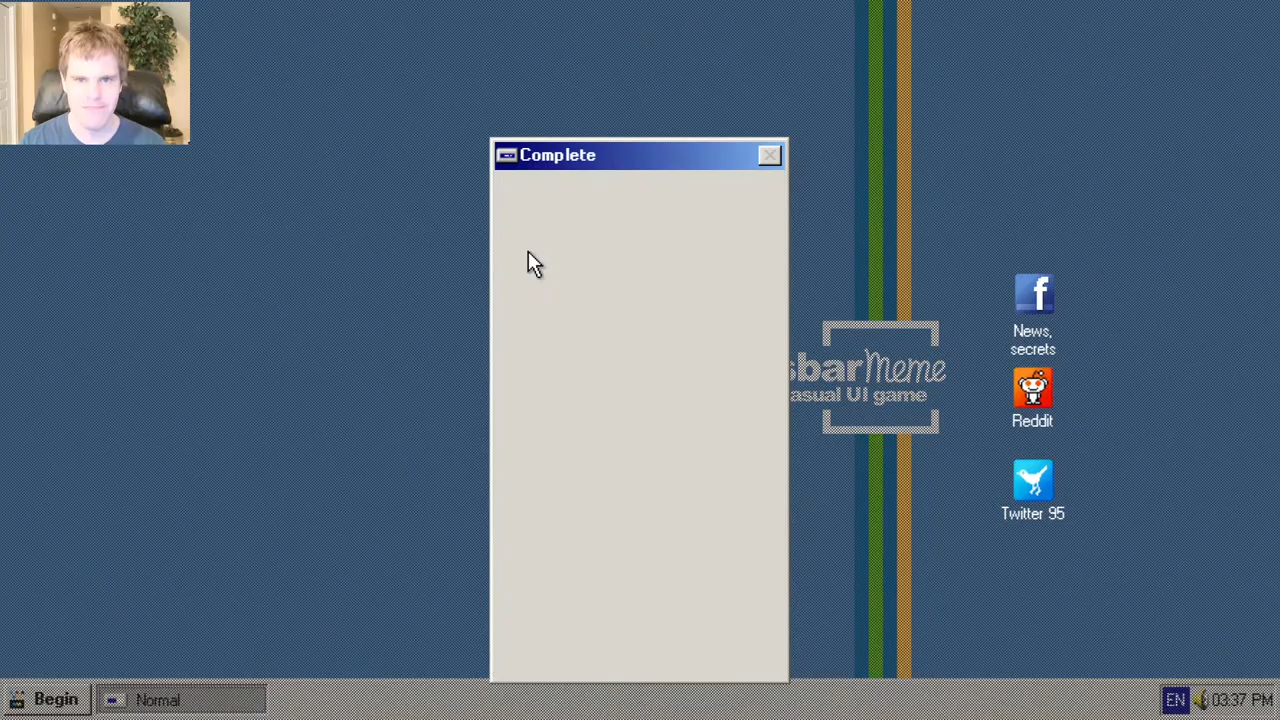 Complete
f
News,
secrets
sbarMeme
asual UI game
Reddit
Twitter 95
Begin
Normal
EN
03:37 PM